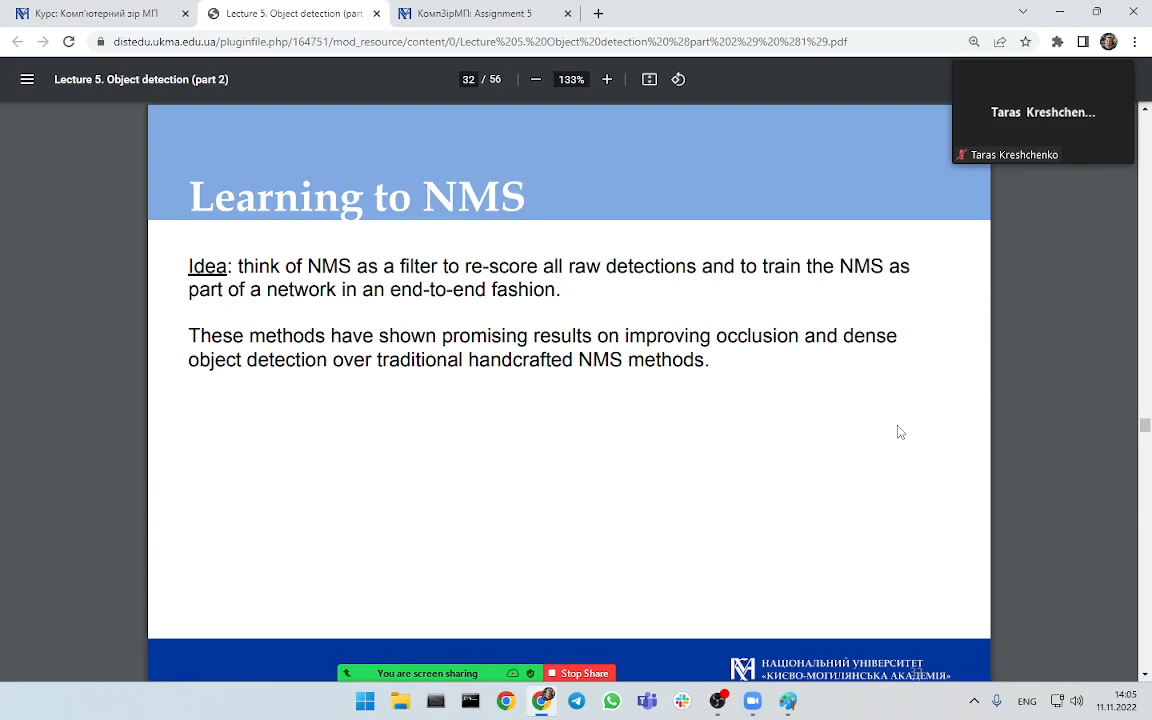 Курс: Комп'ютерний зір МП
Lecture 5. Object detection (part
КомпЗірМП: Assignment 5
distedu.ukma.edu.ua/pluginfile.php/164751/mod_resource/content/0/Lecture%205.%20Object%20detection%20%28part%202%29%20%281%29.pdf
Lecture 5. Object detection (part 2)
32 / 56
133%
Taras Kreshchen...
Taras Kreshchenko
Learning to NMS
Idea: think of NMS as a filter to re-score all raw detections and to train the NMS as
part of a network in an end-to-end fashion.
These methods have shown promising results on improving occlusion and dense
object detection over traditional handcrafted NMS methods.
НАЦІОНАЛЬНИЙ УНІВЕРСИТЕТ
«КИЄВО-МОГИЛЯНСЬКА АКАДЕМІЯ»
You are screen sharing
Stop Share
ENG
14:05
11.11.2022